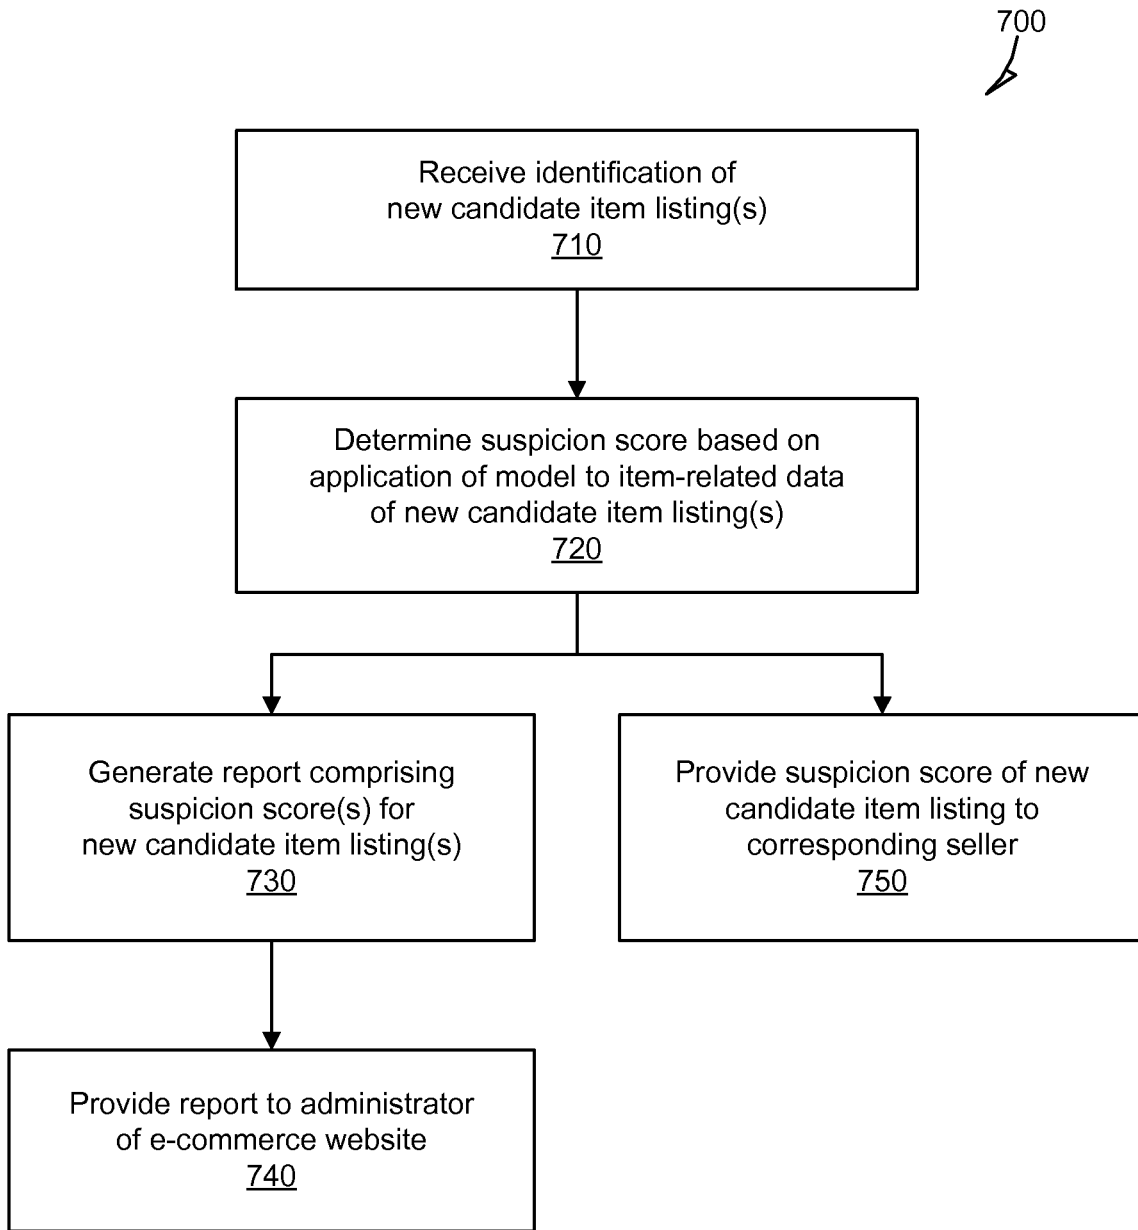 700
Receive identification of
new candidate item listing(s)
710
Determine suspicion score based on
application of model to item-related data
of new candidate item listing(s)
720
Generate report comprising
suspicion score(s) for
new candidate item listing(s)
730
Provide suspicion score of new
candidate item listing to
corresponding seller
750
Provide report to administrator
of e-commerce website
740